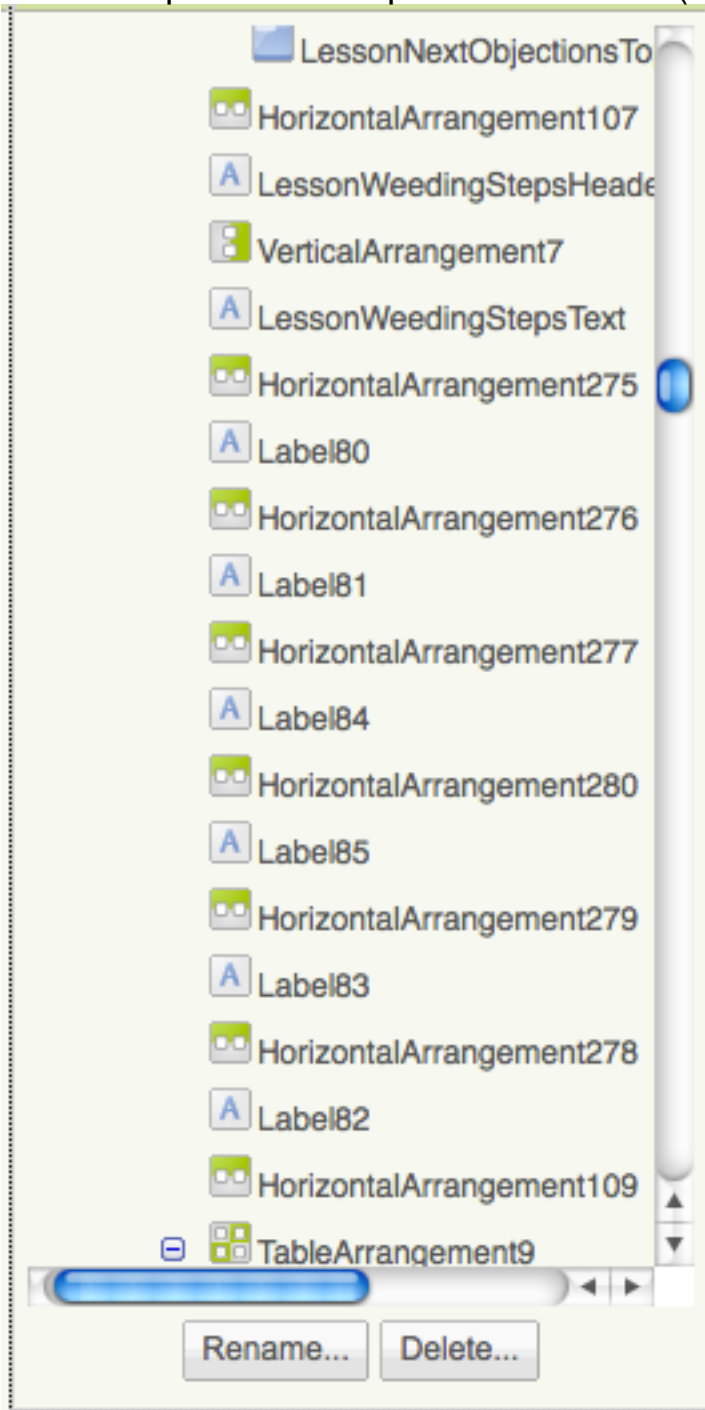 LessonNextObjectionsTo
HorizontalArrangement107
A LessonWeedingStepsHeade
VerticalArrangement7
A LessonWeedingStepsText
HorizontalArrangement275
A Label80
HorizontalArrangement276
A Label81
HorizontalArrangement277
A Label84
HorizontalArrangement280
A Label85
HorizontalArrangement279
A Label83
HorizontalArrangement278
A Label82
HorizontalArrangement109
TableArrangement9
Rename... Delete...